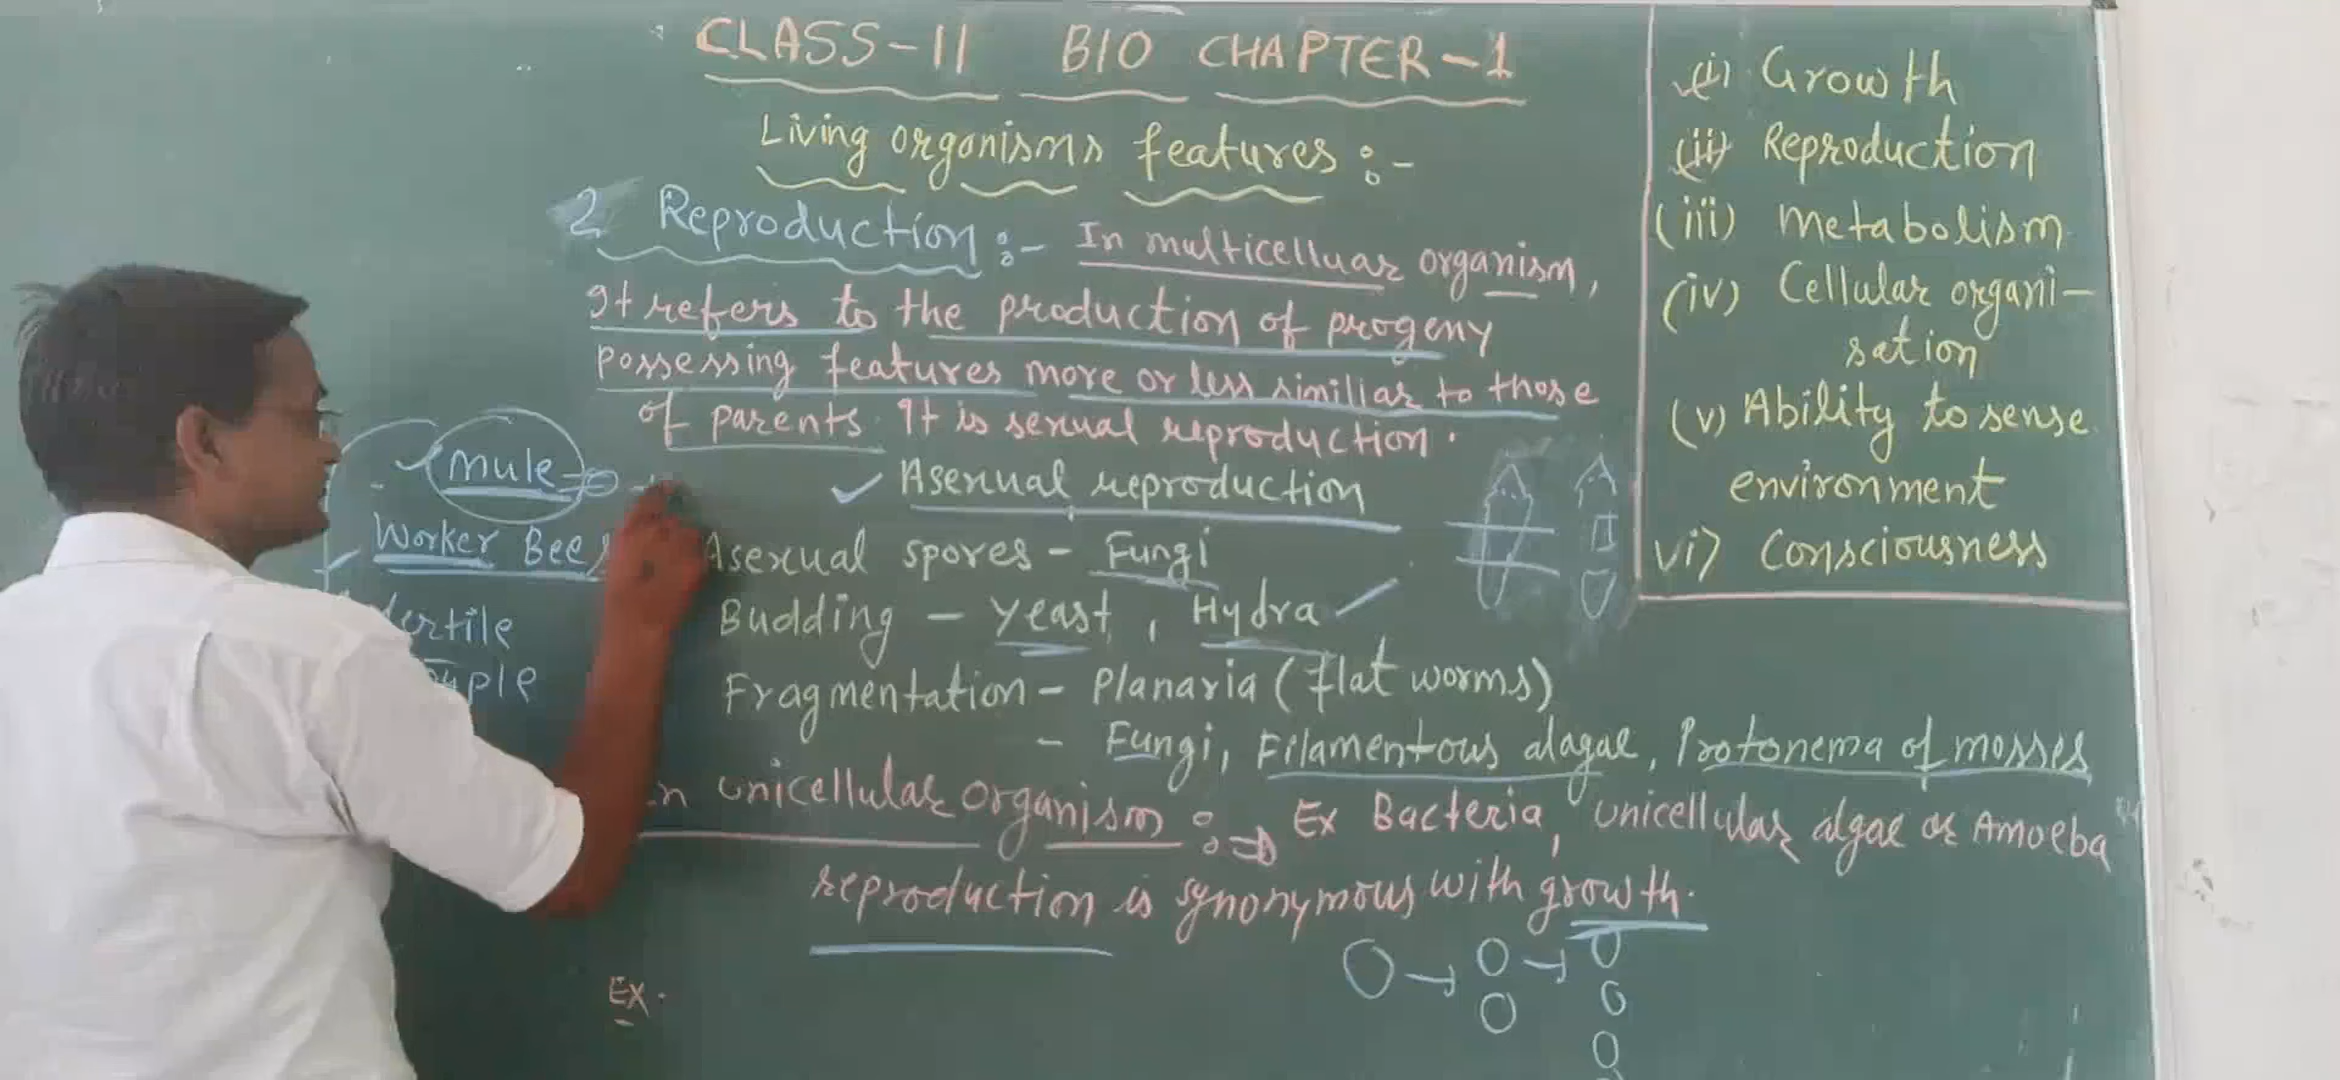 CLASS-11 BIO CHAPTER-1
Living organisms features :-
2 Reproduction :- In multicelluar organism,
It refers to the production of progeny
possessing features more or less similiar to those
of parents. It is sexual reproduction.
Asexual reproduction
Asexual spores - Fungi
Budding - yeast, Hydra
Fragmentation - Planaria (flat worms)
- Fungi, Filamentous alagae, Protonema of mosses
unicellular organism :⇒ Ex Bacteria, unicellular algae or Amoeba
reproduction is synonymous with growth.
Ex.
mule
Worker Bee
(i) Growth
(ii) Reproduction
(iii) Metabolism
(iv) Cellular organi-
sation
(v) Ability to sense
environment
vi) Consciousness